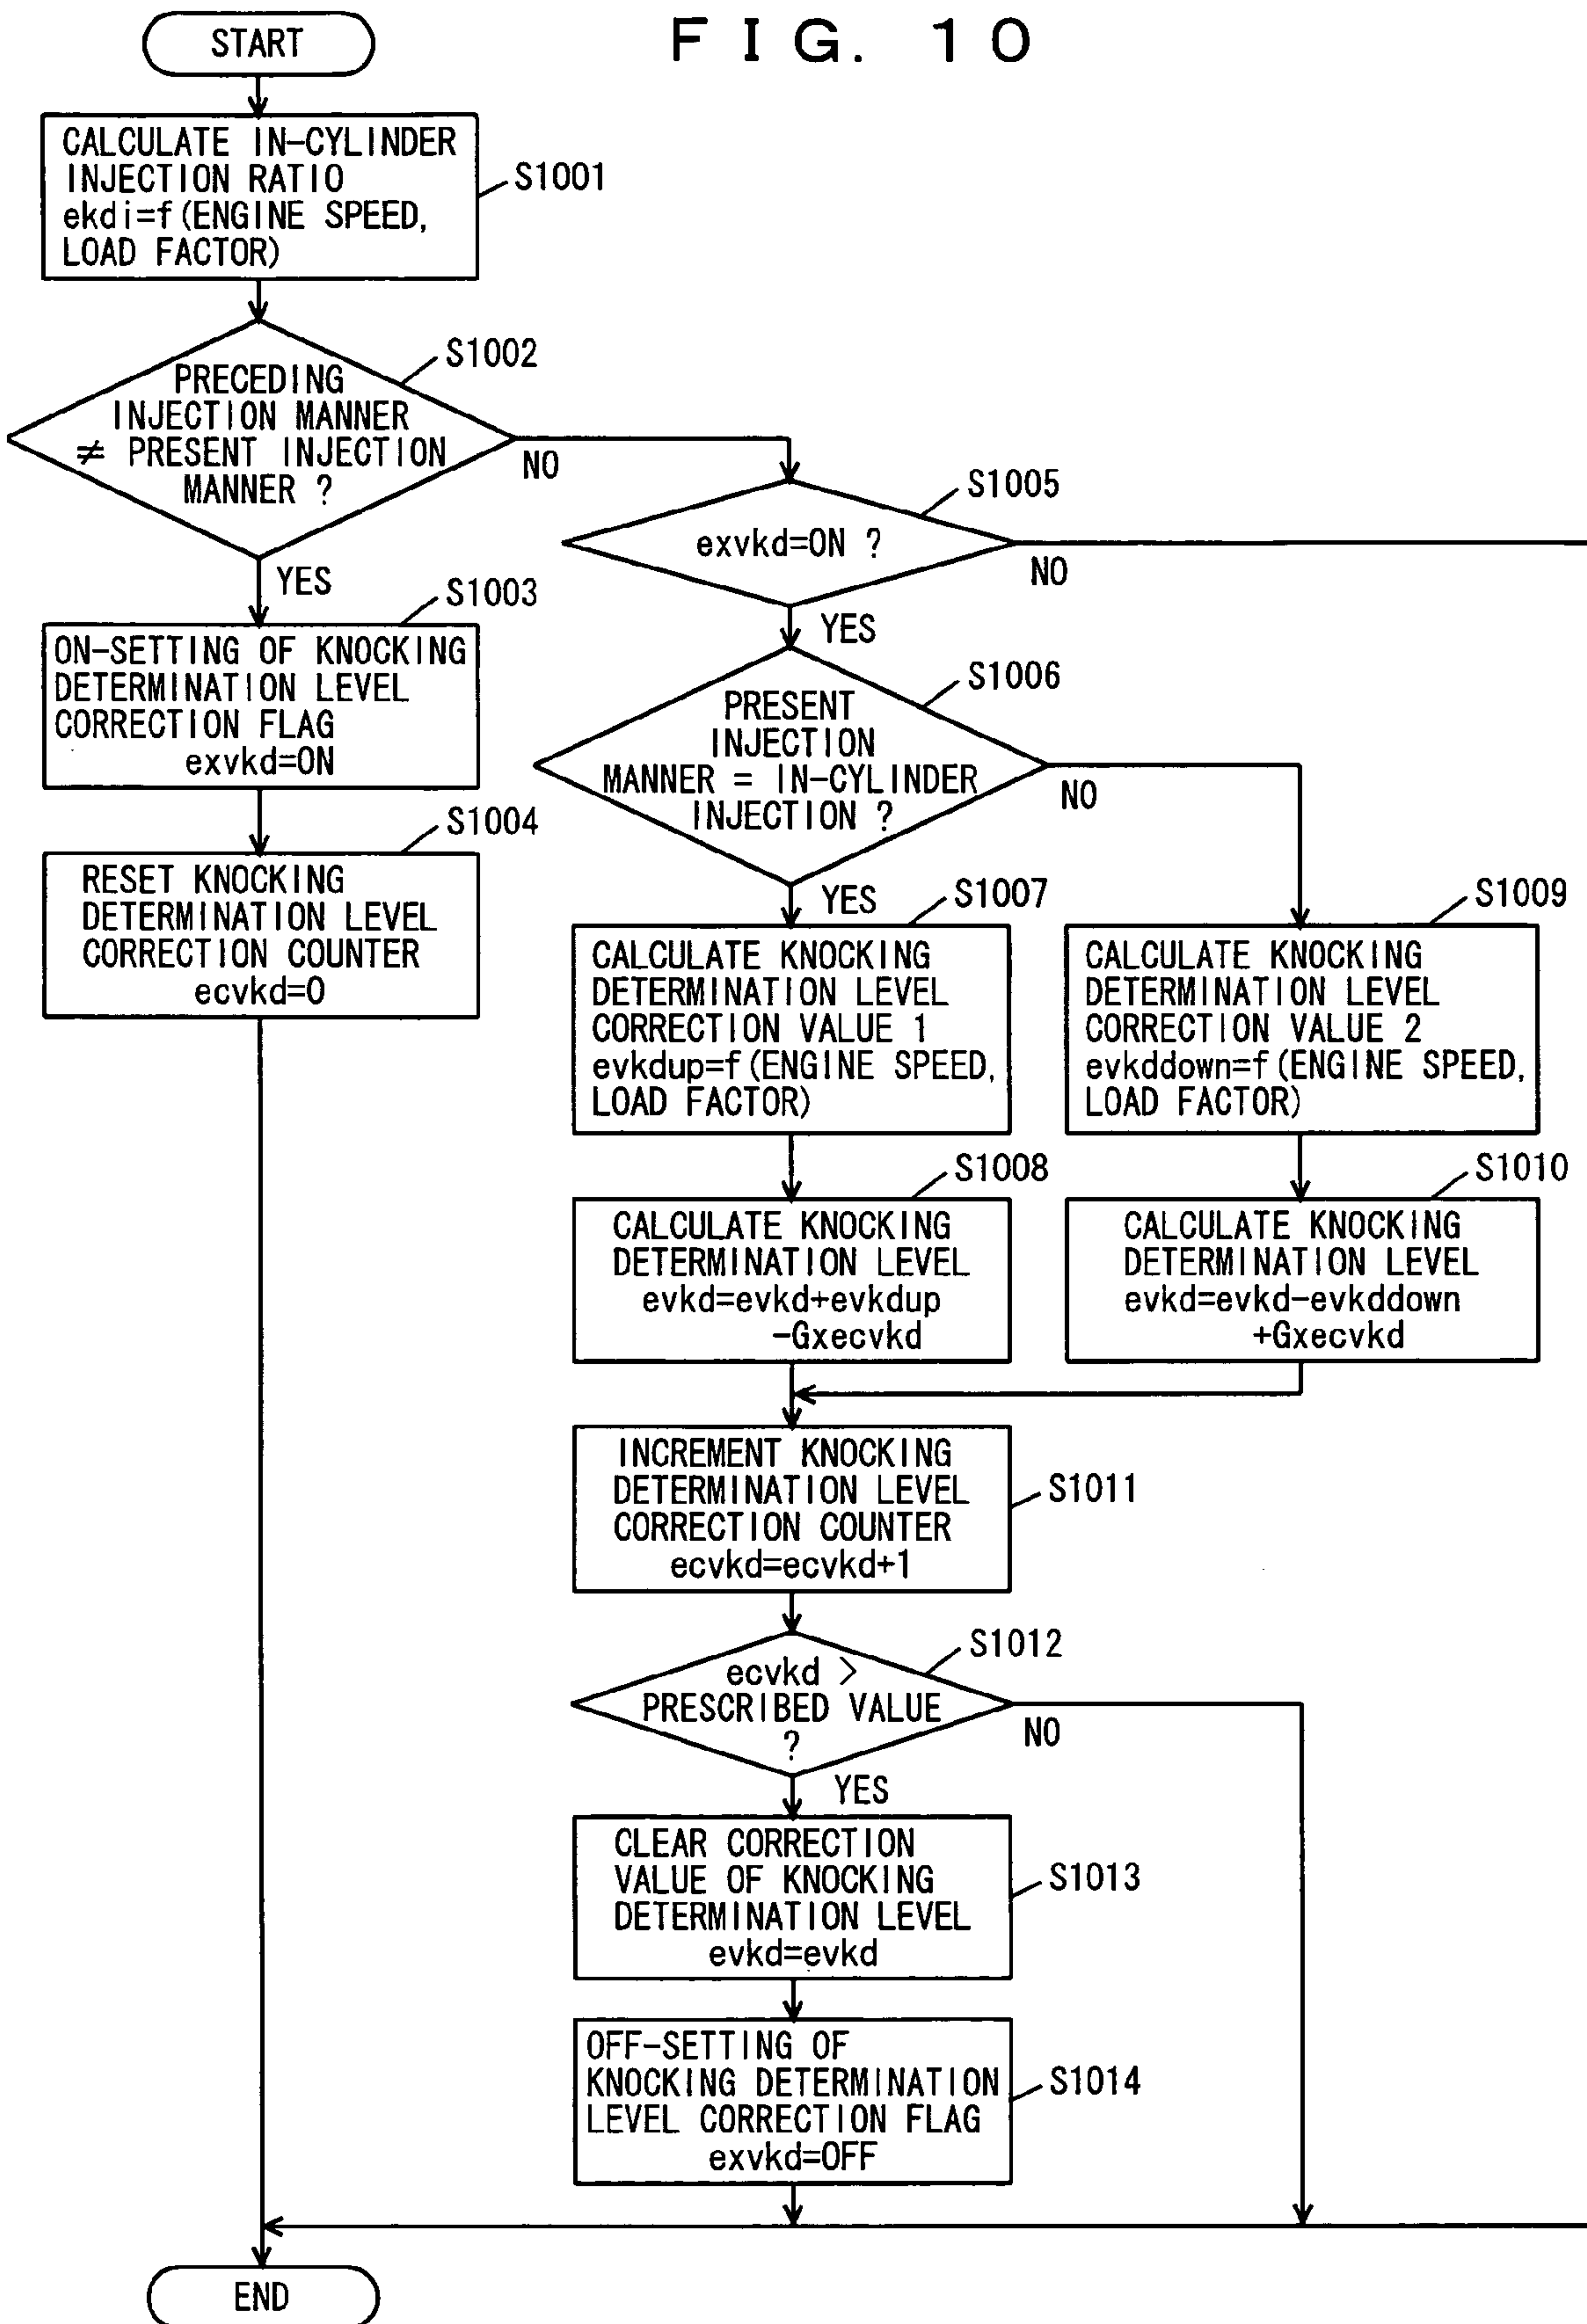 FIG. 10
START
CALCULATE IN-CYLINDER
INJECTION RATIO
ekdi=f(ENGINE SPEED,
LOAD FACTOR)
S1001
PRECEDING
INJECTION MANNER
≠ PRESENT INJECTION
MANNER ?
S1002
NO
YES
ON-SETTING OF KNOCKING
DETERMINATION LEVEL
CORRECTION FLAG
exvkd=ON
S1003
RESET KNOCKING
DETERMINATION LEVEL
CORRECTION COUNTER
ecvkd=0
S1004
exvkd=ON ?
S1005
NO
YES
PRESENT
INJECTION
MANNER = IN-CYLINDER
INJECTION ?
S1006
NO
YES
CALCULATE KNOCKING
DETERMINATION LEVEL
CORRECTION VALUE 1
evkdup=f(ENGINE SPEED,
LOAD FACTOR)
S1007
CALCULATE KNOCKING
DETERMINATION LEVEL
evkd=evkd+evkdup
-Gxecvkd
S1008
CALCULATE KNOCKING
DETERMINATION LEVEL
CORRECTION VALUE 2
evkddown=f(ENGINE SPEED,
LOAD FACTOR)
S1009
CALCULATE KNOCKING
DETERMINATION LEVEL
evkd=evkd-evkddown
+Gxecvkd
S1010
INCREMENT KNOCKING
DETERMINATION LEVEL
CORRECTION COUNTER
ecvkd=ecvkd+1
S1011
ecvkd >
PRESCRIBED VALUE
?
S1012
NO
YES
CLEAR CORRECTION
VALUE OF KNOCKING
DETERMINATION LEVEL
evkd=evkd
S1013
OFF-SETTING OF
KNOCKING DETERMINATION
LEVEL CORRECTION FLAG
exvkd=OFF
S1014
END